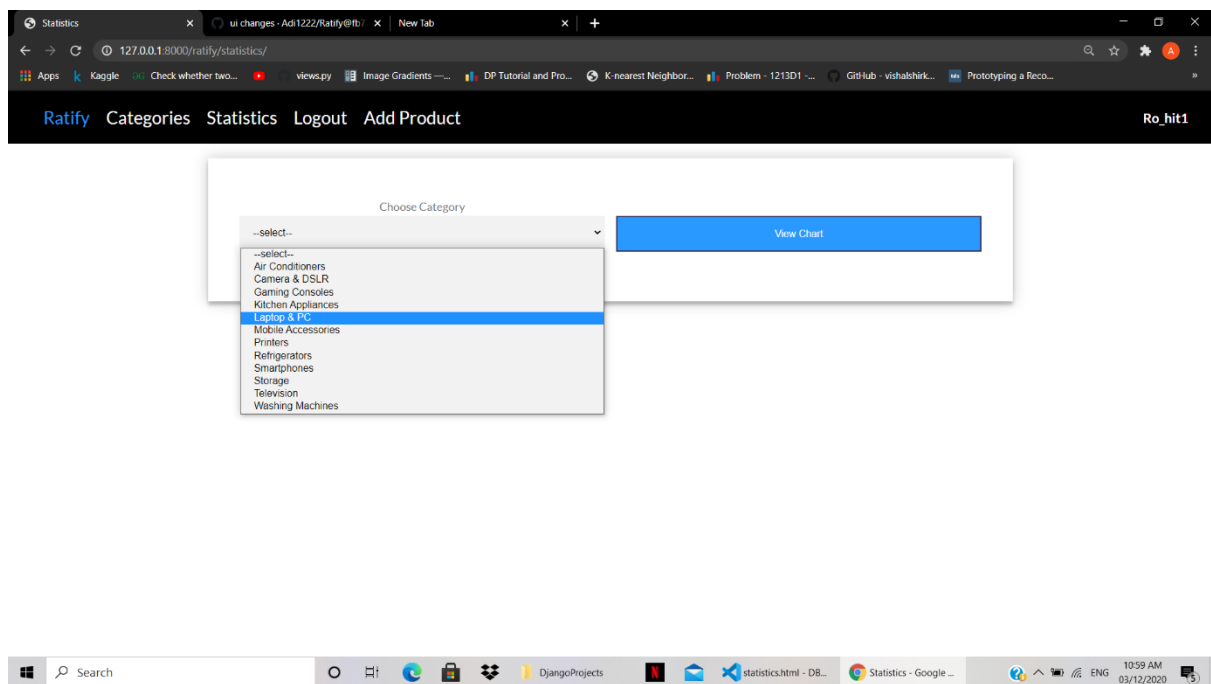 Statistics
ui changes · Adi1222/Ratify@fb7
New Tab
127.0.0.1:8000/ratify/statistics/
Apps
Kaggle
Check whether two...
views.py
Image Gradients —...
DP Tutorial and Pro...
K-nearest Neighbor...
Problem - 1213D1 -...
GitHub - vishalshirk...
Prototyping a Reco...
»
Ratify Categories Statistics Logout Add Product Ro_hit1
Choose Category
--select-- View Chart
--select--
Air Conditioners
Camera & DSLR
Gaming Consoles
Kitchen Appliances
Laptop & PC
Mobile Accessories
Printers
Refrigerators
Smartphones
Storage
Television
Washing Machines
Search
DjangoProjects
statistics.html - DB...
Statistics - Google ...
ENG
10:59 AM
03/12/2020
5